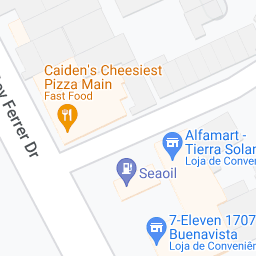 Caiden's Cheesiest
Pizza Main
Fast Food
Ferrer Dr
Alfamart -
Tierra Solar
Loja de Conven
Seaoil
7-Eleven 1707
Buenavista
Loja de Conveniên